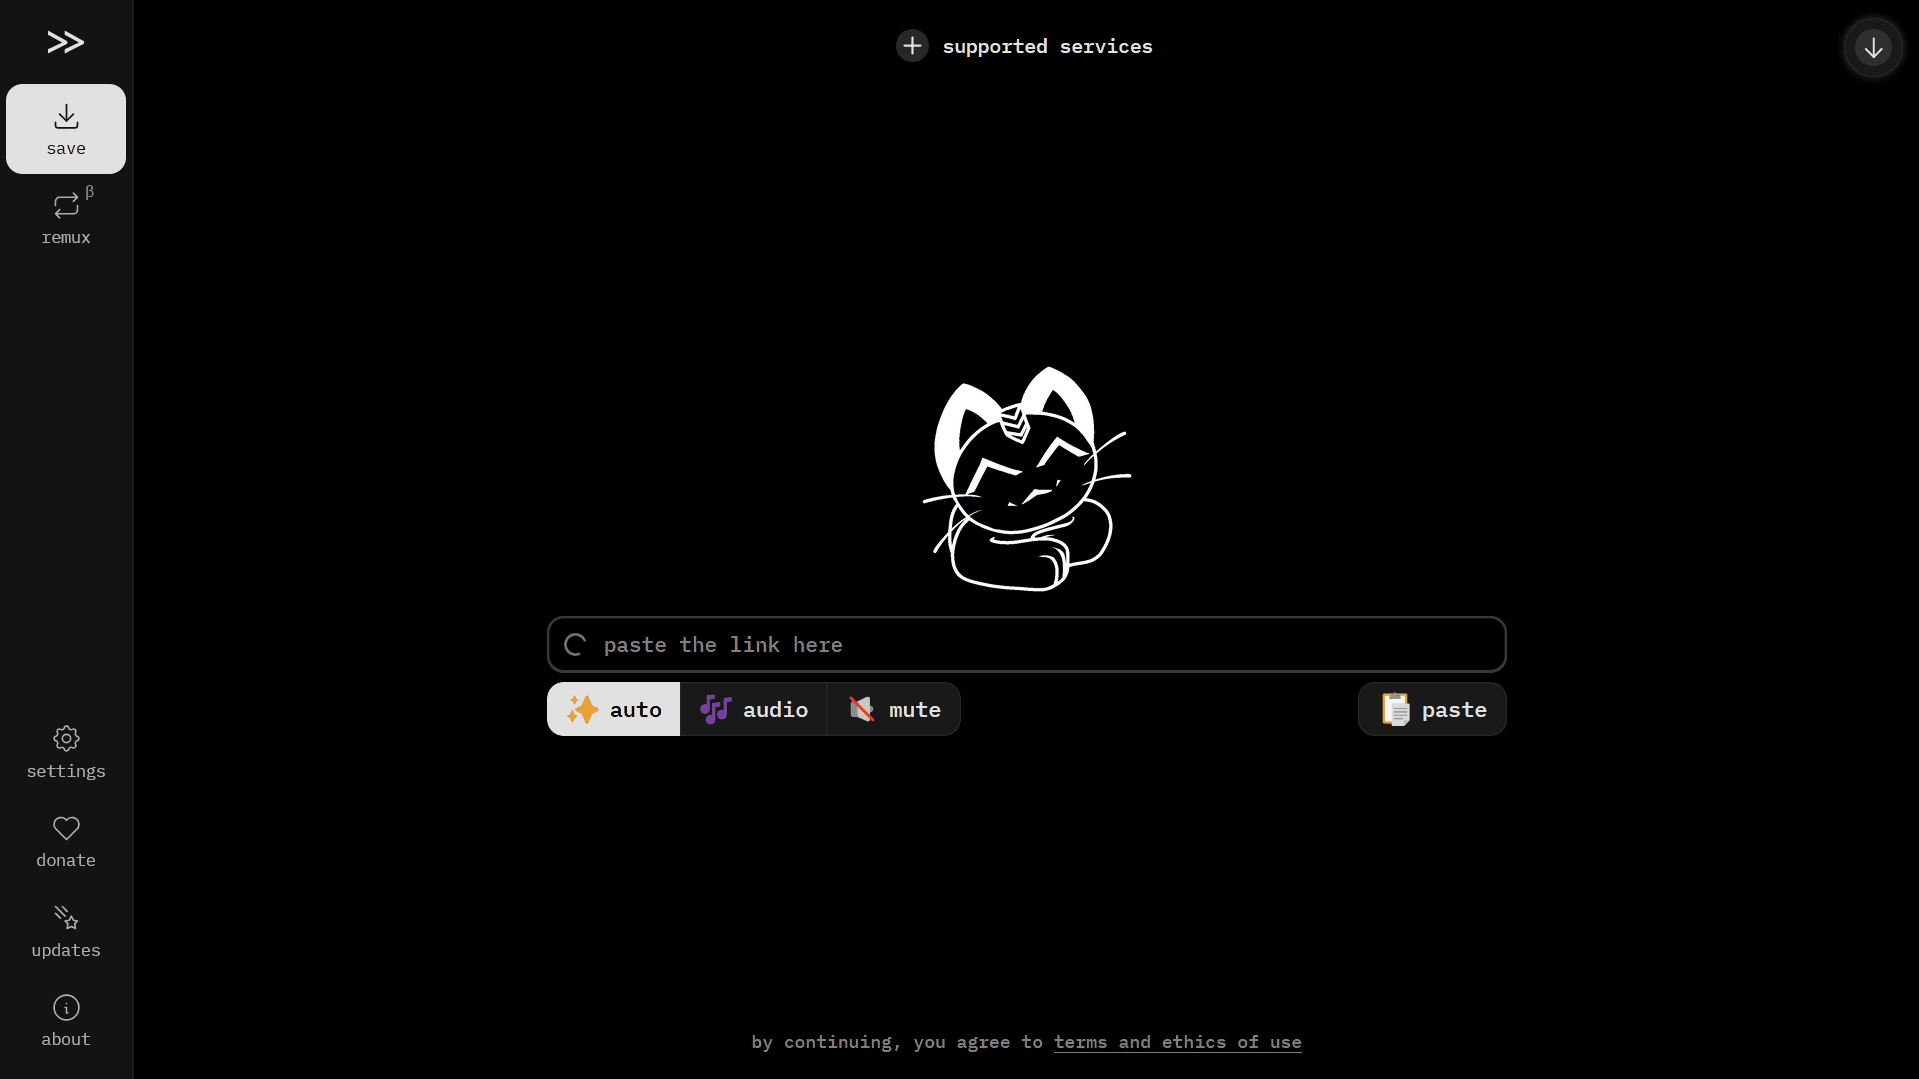 supported services
save
β
remux
paste the link here
auto
audio
mute
paste
settings
donate
updates
about
by continuing, you agree to terms and ethics of use